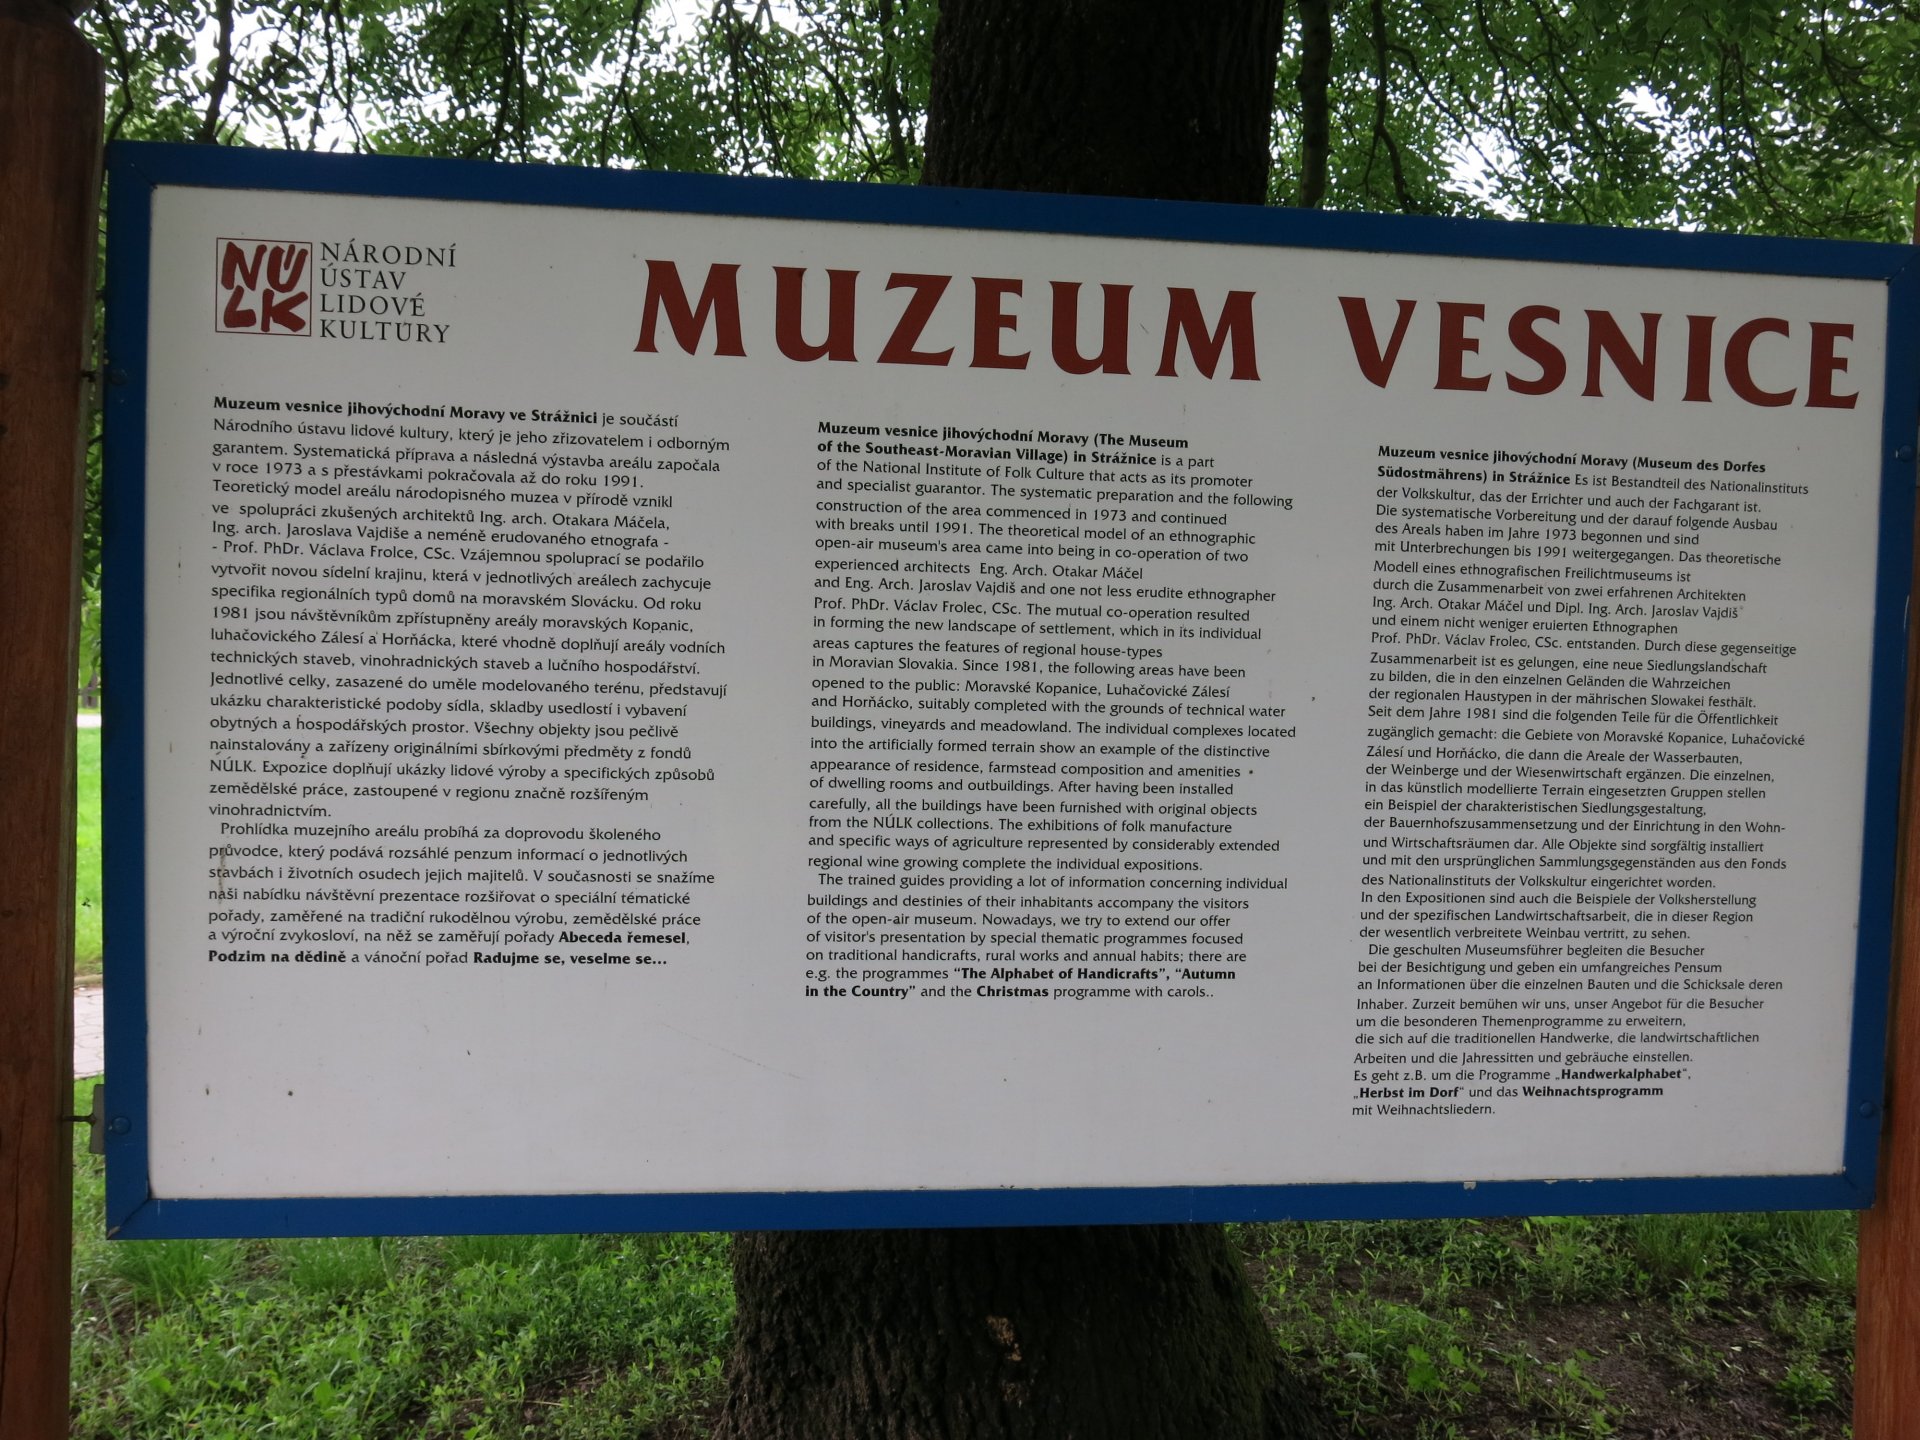 NÚLK
NÁRODNÍ
ÚSTAV
LIDOVÉ
KULTURY
MUZEUM VESNICE
Muzeum vesnice jihovýchodní Moravy ve Strážnici je součástí
Národního ústavu lidové kultury, který je jeho zřizovatelem i odborným
garantem. Systematická příprava a následná výstavba areálu započala
v roce 1973 a s přestávkami pokračovala až do roku 1991.
Teoretický model areálu národopisného muzea v přírodě vznikl
ve spolupráci zkušených architektů Ing. arch. Otakara Máčela,
Ing. arch. Jaroslava Vajdiše a neméně erudovaného etnografa -
- Prof. PhDr. Václava Frolce, CSc. Vzájemnou spoluprací se podařilo
vytvořit novou sídelní krajinu, která v jednotlivých areálech zachycuje
specifika regionálních typů domů na moravském Slovácku. Od roku
1981 jsou návštěvníkům zpřístupněny areály moravských Kopanic,
luhačovického Zálesí a Horňácka, které vhodně doplňují areály vodních
technických staveb, vinohradnických staveb a lučního hospodářství.
Jednotlivé celky, zasazené do uměle modelovaného terénu, představují
ukázku charakteristické podoby sídla, skladby usedlostí i vybavení
obytných a hospodářských prostor. Všechny objekty jsou pečlivě
nainstalovány a zařízeny originálními sbírkovými předměty z fondů
NÚLK. Expozice doplňují ukázky lidové výroby a specifických způsobů
zemědělské práce, zastoupené v regionu značně rozšířeným
vinohradnictvím.
Prohlídka muzejního areálu probíhá za doprovodu školeného
průvodce, který podává rozsáhlé penzum informací o jednotlivých
stavbách i životních osudech jejich majitelů. V současnosti se snažíme
naši nabídku návštěvní prezentace rozšiřovat o speciální tématické
pořady, zaměřené na tradiční rukodělnou výrobu, zemědělské práce
a výroční zvykosloví, na něž se zaměřují pořady Abeceda řemesel,
Podzim na dědině a vánoční pořad Radujme se, veselme se...
Muzeum vesnice jihovýchodní Moravy (The Museum
of the Southeast-Moravian Village) in Strážnice is a part
of the National Institute of Folk Culture that acts as its promoter
and specialist guarantor. The systematic preparation and the following
construction of the area commenced in 1973 and continued
with breaks until 1991. The theoretical model of an ethnographic
open-air museum's area came into being in co-operation of two
experienced architects Eng. Arch. Otakar Máčel
and Eng. Arch. Jaroslav Vajdiš and one not less erudite ethnographer
Prof. PhDr. Václav Frolec, CSc. The mutual co-operation resulted
in forming the new landscape of settlement, which in its individual
areas captures the features of regional house-types
in Moravian Slovakia. Since 1981, the following areas have been
opened to the public: Moravské Kopanice, Luhačovické Zálesí
and Horňácko, suitably completed with the grounds of technical water
buildings, vineyards and meadowland. The individual complexes located
into the artificially formed terrain show an example of the distinctive
appearance of residence, farmstead composition and amenities
of dwelling rooms and outbuildings. After having been installed
carefully, all the buildings have been furnished with original objects
from the NÚLK collections. The exhibitions of folk manufacture
and specific ways of agriculture represented by considerably extended
regional wine growing complete the individual expositions.
The trained guides providing a lot of information concerning individual
buildings and destinies of their inhabitants accompany the visitors
of the open-air museum. Nowadays, we try to extend our offer
of visitor's presentation by special thematic programmes focused
on traditional handicrafts, rural works and annual habits; there are
e.g. the programmes “The Alphabet of Handicrafts”, “Autumn
in the Country” and the Christmas programme with carols..
Muzeum vesnice jihovýchodní Moravy (Museum des Dorfes
Südostmährens) in Strážnice Es ist Bestandteil des Nationalinstituts
der Volkskultur, das der Errichter und auch der Fachgarant ist.
Die systematische Vorbereitung und der darauf folgende Ausbau
des Areals haben im Jahre 1973 begonnen und sind
mit Unterbrechungen bis 1991 weitergegangen. Das theoretische
Modell eines ethnografischen Freilichtmuseums ist
durch die Zusammenarbeit von zwei erfahrenen Architekten
Ing. Arch. Otakar Máčel und Dipl. Ing. Arch. Jaroslav Vajdiš
und einem nicht weniger eruierten Ethnographen
Prof. PhDr. Václav Frolec, CSc. entstanden. Durch diese gegenseitige
Zusammenarbeit ist es gelungen, eine neue Siedlungslandschaft
zu bilden, die in den einzelnen Geländen die Wahrzeichen
der regionalen Haustypen in der mährischen Slowakei festhält.
Seit dem Jahre 1981 sind die folgenden Teile für die Öffentlichkeit
zugänglich gemacht: die Gebiete von Moravské Kopanice, Luhačovické
Zálesí und Horňácko, die dann die Areale der Wasserbauten,
der Weinberge und der Wiesenwirtschaft ergänzen. Die einzelnen,
in das künstlich modellierte Terrain eingesetzten Gruppen stellen
ein Beispiel der charakteristischen Siedlungsgestaltung,
der Bauernhofszusammensetzung und der Einrichtung in den Wohn-
und Wirtschaftsräumen dar. Alle Objekte sind sorgfältig installiert
und mit den ursprünglichen Sammlungsgegenständen aus den Fonds
des Nationalinstituts der Volkskultur eingerichtet worden.
In den Expositionen sind auch die Beispiele der Volksherstellung
und der spezifischen Landwirtschaftsarbeit, die in dieser Region
der wesentlich verbreitete Weinbau vertritt, zu sehen.
Die geschulten Museumsführer begleiten die Besucher
bei der Besichtigung und geben ein umfangreiches Pensum
an Informationen über die einzelnen Bauten und die Schicksale deren
Inhaber. Zurzeit bemühen wir uns, unser Angebot für die Besucher
um die besonderen Themenprogramme zu erweitern,
die sich auf die traditionellen Handwerke, die landwirtschaftlichen
Arbeiten und die Jahressitten und gebräuche einstellen.
Es geht z.B. um die Programme „Handwerkalphabet“,
„Herbst im Dorf“ und das Weihnachtsprogramm
mit Weihnachtsliedern.